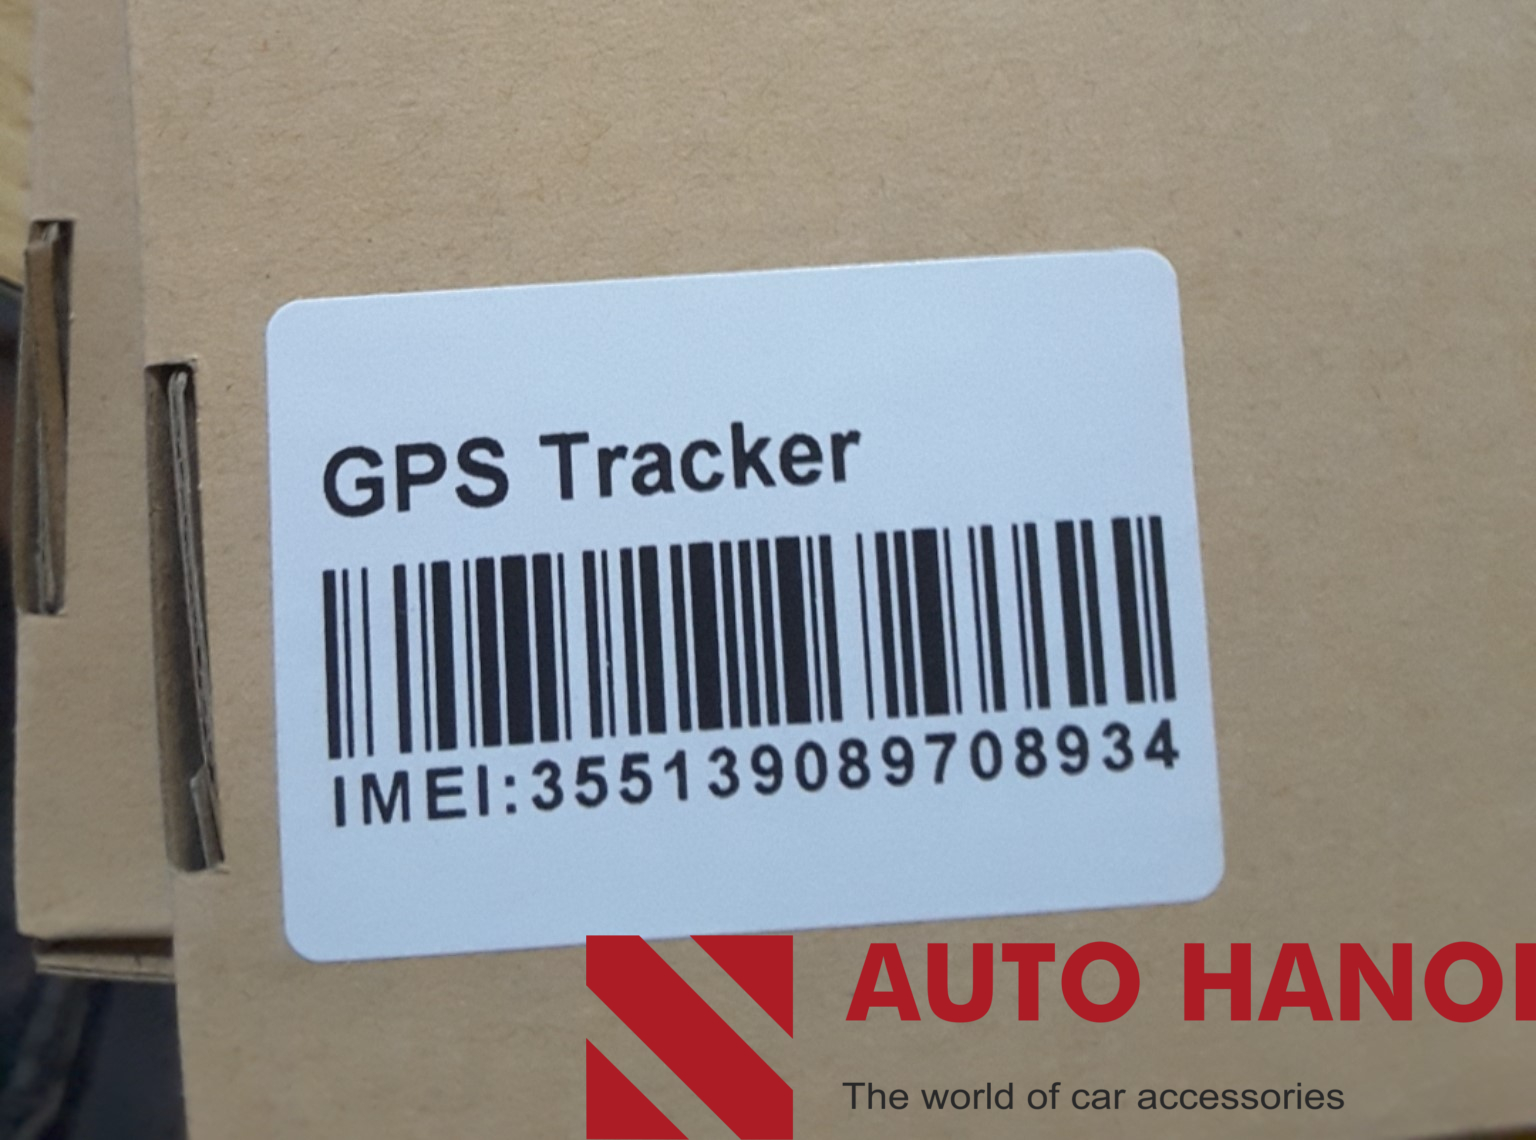 GPS Tracker
IMEI:355139089708934
AUTO HANOI
The world of car accessories